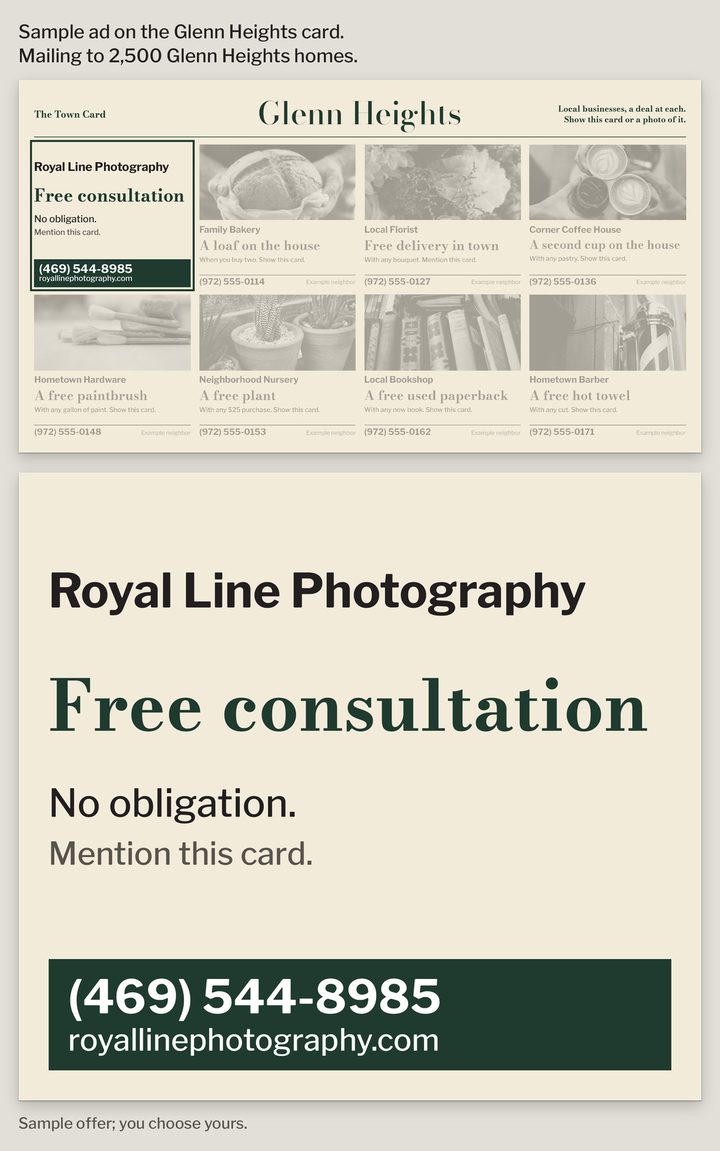 Sample ad on the Glenn Heights card.
Mailing to 2,500 Glenn Heights homes.
The Town Card
Glenn Heights
Local businesses, a deal at each.
Show this card or a photo of it.
Royal Line Photography
Free consultation
No obligation.
Mention this card.
(469) 544-8985
royallinephotography.com
Family Bakery
A loaf on the house
When you buy two. Show this card.
(972) 555-0114
Example neighbor
Local Florist
Free delivery in town
With any bouquet. Mention this card.
(972) 555-0127
Example neighbor
Corner Coffee House
A second cup on the house
With any pastry. Show this card.
(972) 555-0136
Example neighbor
Hometown Hardware
A free paintbrush
With any gallon of paint. Show this card.
(972) 555-0148
Example neighbor
Neighborhood Nursery
A free plant
With any $25 purchase. Show this card.
(972) 555-0153
Example neighbor
Local Bookshop
A free used paperback
With any new book. Show this card.
(972) 555-0162
Example neighbor
Hometown Barber
A free hot towel
With any cut. Show this card.
(972) 555-0171
Example neighbor
Royal Line Photography
Free consultation
No obligation.
Mention this card.
(469) 544-8985
royallinephotography.com
Sample offer; you choose yours.